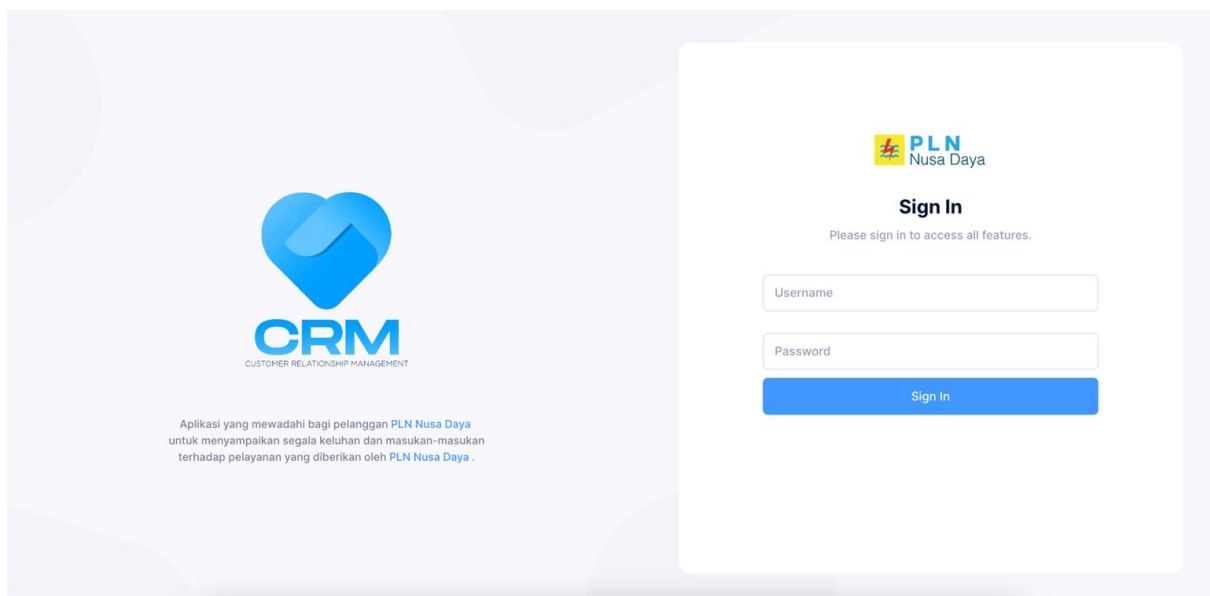 CRM
CUSTOMER RELATIONSHIP MANAGEMENT
Aplikasi yang mewadahi bagi pelanggan PLN Nusa Daya
untuk menyampaikan segala keluhan dan masukan-masukan
terhadap pelayanan yang diberikan oleh PLN Nusa Daya .
PLN
Nusa Daya
Sign In
Please sign in to access all features.
Username
Password
Sign In